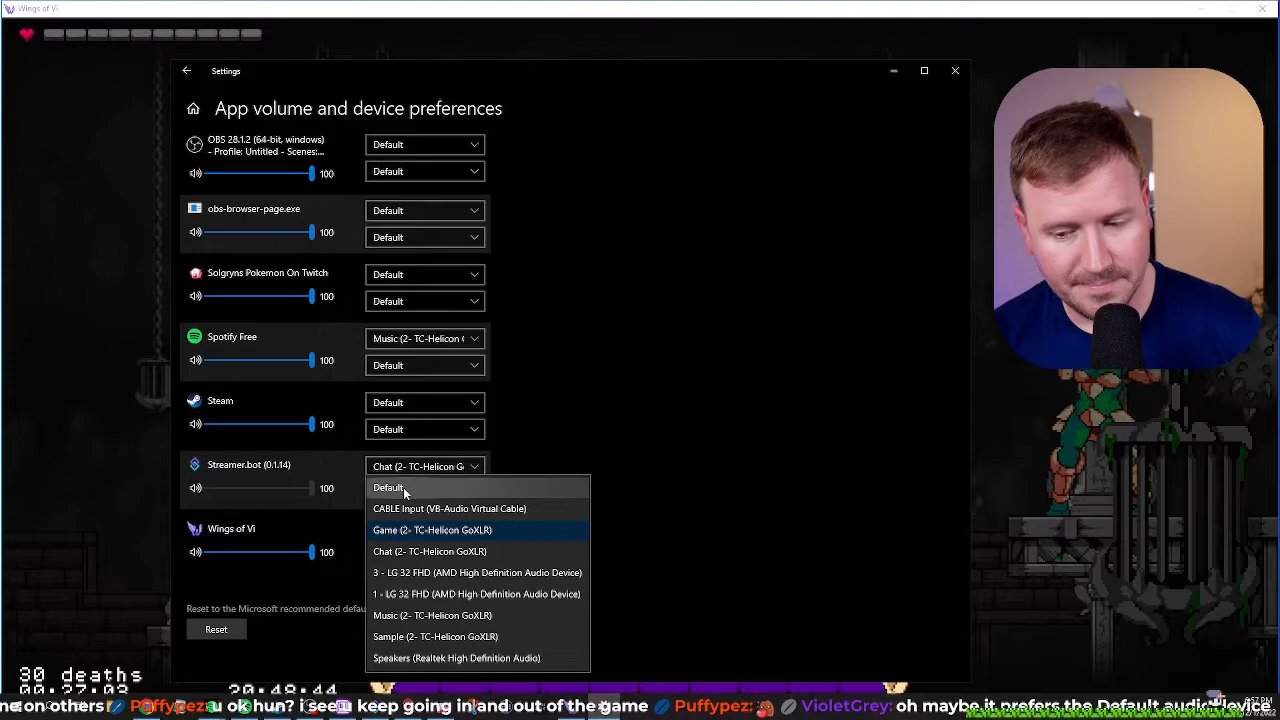 Wings of Vi
Settings
App volume and device preferences
OBS 28.1.2 (64-bit, windows)
- Profile: Untitled - Scenes:...
100
Default
Default
obs-browser-page.exe
100
Default
Default
Solgryns Pokemon On Twitch
100
Default
Default
Spotify Free
100
Music (2- TC-Helicon
Default
Steam
100
Default
Default
Streamer.bot (0.1.14)
100
Chat (2- TC-Helicon G
Default
CABLE Input (VB-Audio Virtual Cable)
Game (2- TC-Helicon GoXLR)
Chat (2- TC-Helicon GoXLR)
3 - LG 32 FHD (AMD High Definition Audio Device)
1 - LG 32 FHD (AMD High Definition Audio Device)
Music (2- TC-Helicon GoXLR)
Sample (2- TC-Helicon GoXLR)
Speakers (Realtek High Definition Audio)
Wings of Vi
100
Reset to the Microsoft recommended defau
Reset
30 deaths
20:48:44
ne on others Puffypez: u ok hun? i see u keep going in and out of the game Puffypez: VioletGrey: oh maybe it prefers the Default audio device